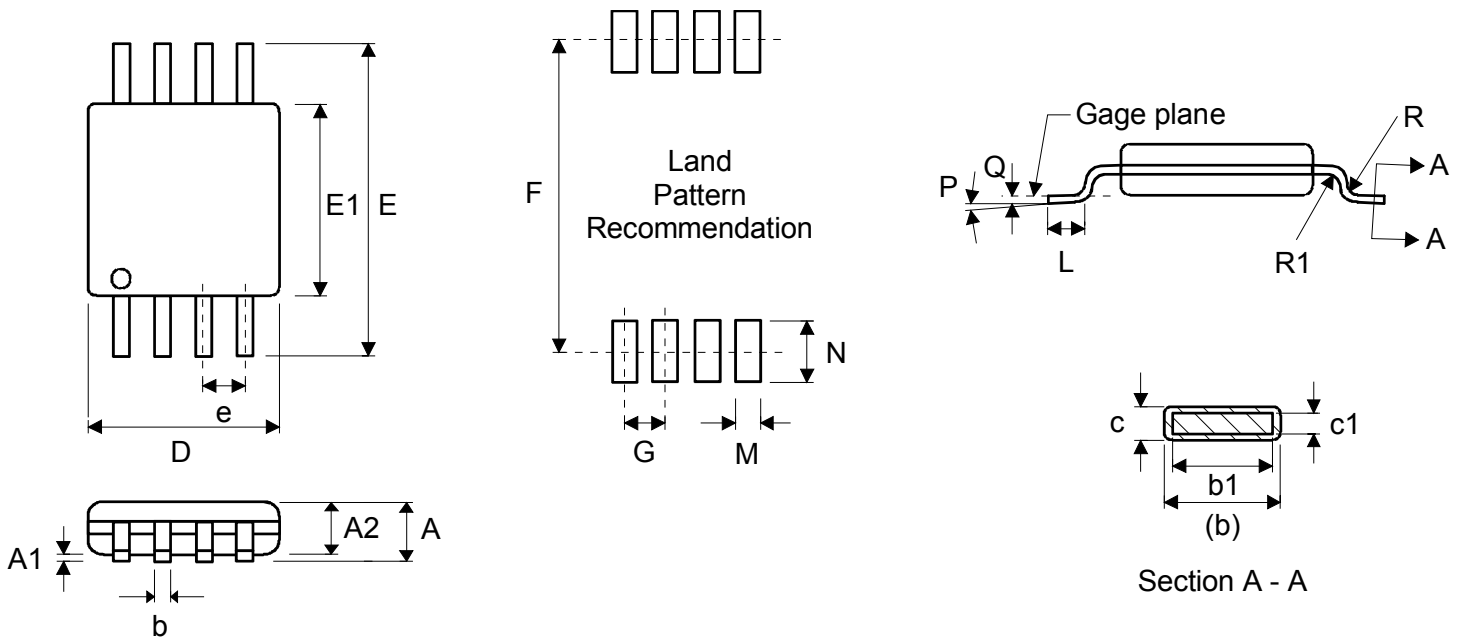 E1
E
e
D
A1
A2
A
b
F
Land
Pattern
Recommendation
N
G
M
Gage plane
R
P
Q
A
L
R1
A
c
c1
b1
(b)
Section A - A